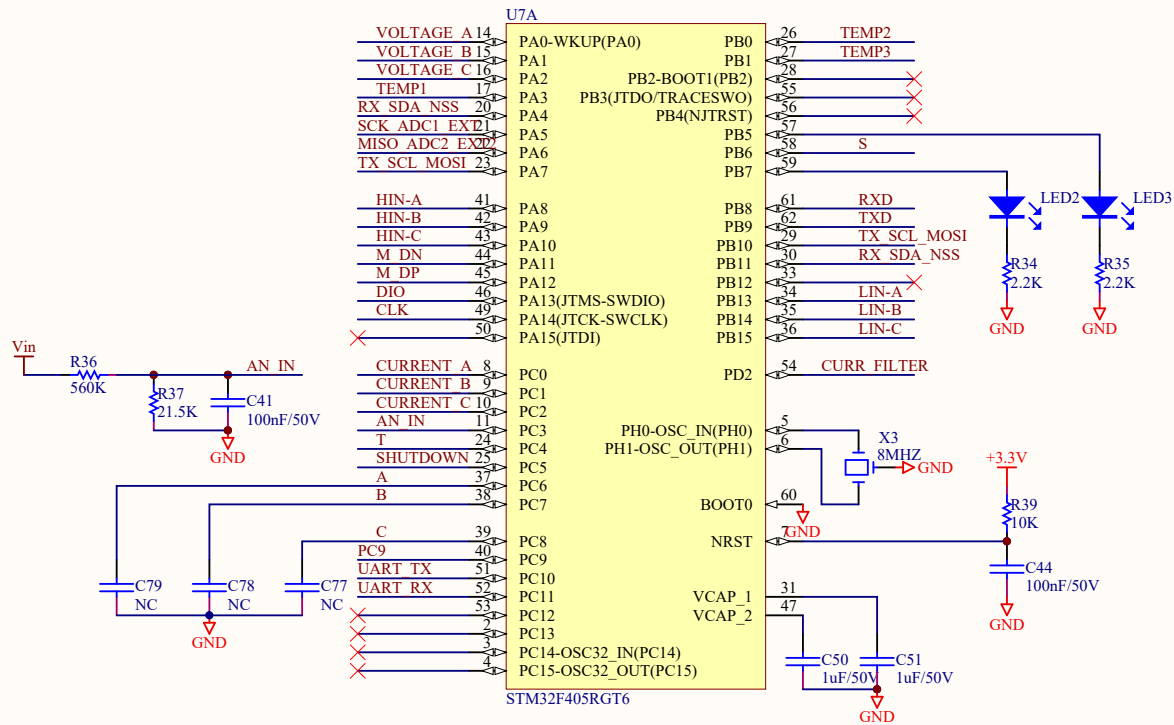 U7A
VOLTAGE_A 14 PA0-WKUP(PA0) PB0 26 TEMP2
VOLTAGE_B 15 PA1 PB1 27 TEMP3
VOLTAGE_C 16 PA2 PB2-BOOT1(PB2) 28
TEMP1 17 PA3 PB3(JTDO/TRACESWO) 55
RX_SDA_NSS 20 PA4 PB4(NJTRST) 56
SCK_ADC1_EXT 21 PA5 PB5 57
MISO_ADC2_EXT2 22 PA6 PB6 58 S
TX_SCL_MOSI 23 PA7 PB7 59
HIN-A 41 PA8 PB8 61 RXD LED2 LED3
HIN-B 42 PA9 PB9 62 TXD
HIN-C 43 PA10 PB10 29 TX_SCL_MOSI
M_DN 44 PA11 PB11 30 RX_SDA_NSS R34 R35
M_DP 45 PA12 PB12 33 2.2K 2.2K
DIO 46 PA13(JTMS-SWDIO) PB13 34 LIN-A
CLK 49 PA14(JTCK-SWCLK) PB14 35 LIN-B GND GND
50 PA15(JTDI) PB15 36 LIN-C
Vin
R36 AN_IN CURRENT_A 8 PC0 PD2 54 CURR_FILTER
560K R37 CURRENT_B 9 PC1
21.5K C41 CURRENT_C 10 PC2
100nF/50V
AN_IN 11 PC3 PH0-OSC_IN(PH0) 5
GND T 24 PC4 PH1-OSC_OUT(PH1) 6 X3
8MHZ
SHUTDOWN 25 PC5 GND +3.3V
A 37 PC6
B 38 PC7 BOOT0 60 R39
GND 10K
C 39 PC8 NRST 7
PC9 40 PC9
UART_TX 51 PC10 C44
C79 C78 C77 UART_RX 52 PC11 VCAP_1 31 100nF/50V
NC NC NC 53 PC12 VCAP_2 47
GND 2 PC13 GND
3 PC14-OSC32_IN(PC14) C50 C51
4 PC15-OSC32_OUT(PC15) 1uF/50V 1uF/50V
STM32F405RGT6
GND